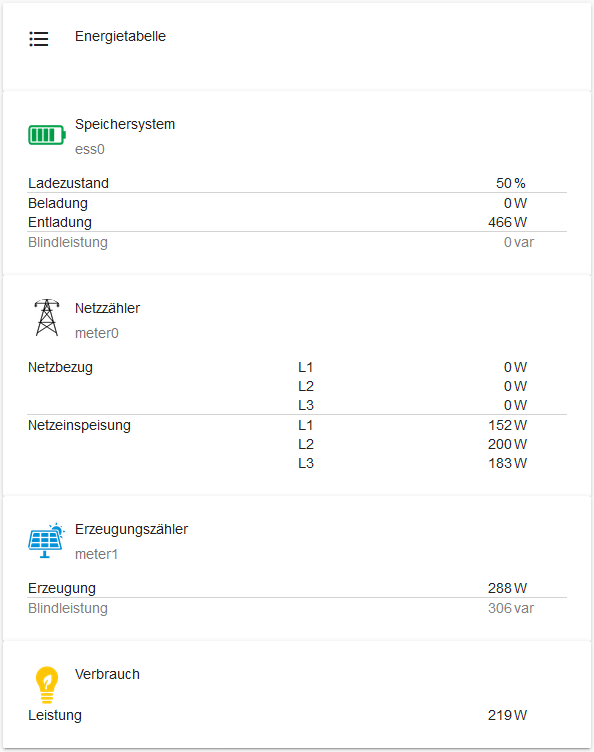 Energietabelle
Speichersystem
ess0
Ladezustand 50 %
Beladung 0 W
Entladung 466 W
Blindleistung 0 var
Netzzähler
meter0
Netzbezug L1 0 W
L2 0 W
L3 0 W
Netzeinspeisung L1 152 W
L2 200 W
L3 183 W
Erzeugungszähler
meter1
Erzeugung 288 W
Blindleistung 306 var
Verbrauch
Leistung 219 W